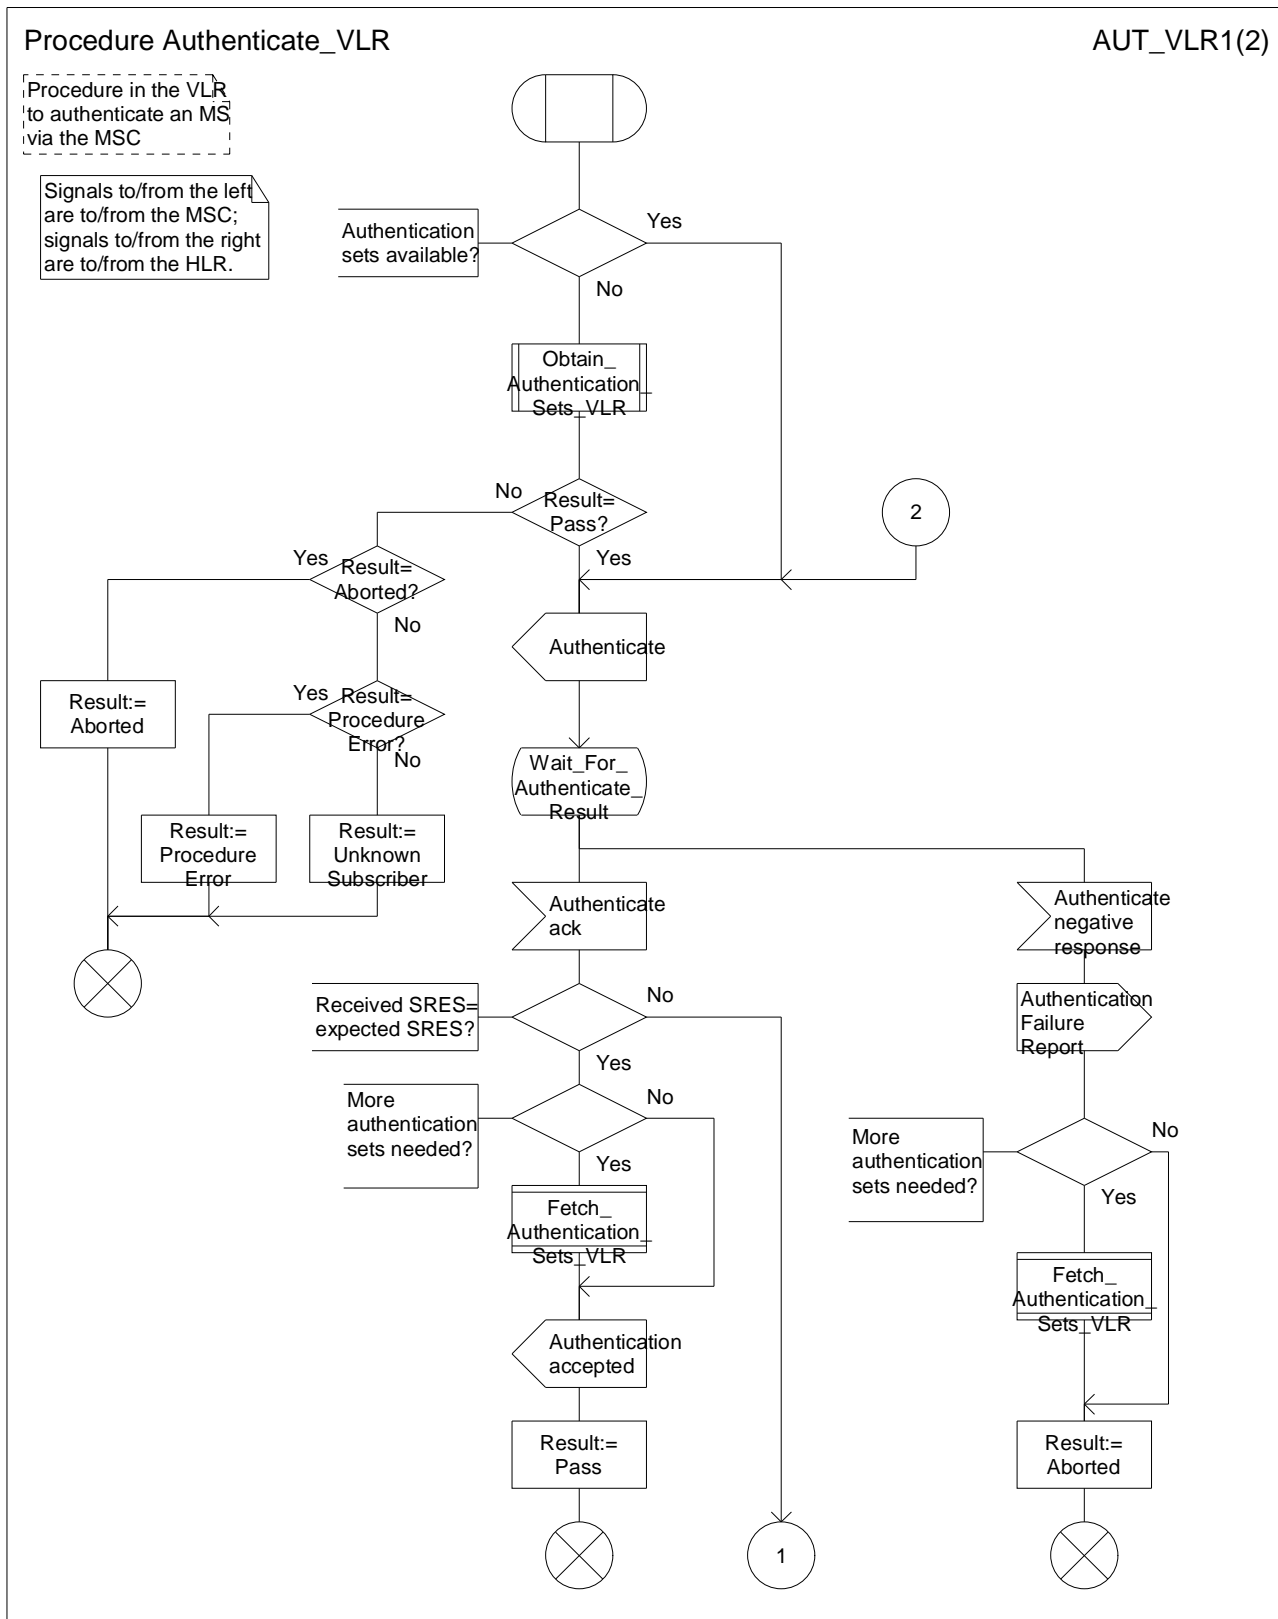 Procedure Authenticate_VLR
AUT_VLR1(2)
Procedure in the VLR
to authenticate an MS
via the MSC
Signals to/from the left
are to/from the MSC;
signals to/from the right
are to/from the HLR.
Authentication
sets available?
Yes
No
Obtain_
Authentication_
Sets_VLR
No
Result=
Pass?
Yes
2
Yes
Result=
Aborted?
No
Authenticate
Result:=
Aborted
Yes
Result=
Procedure
Error?
No
Wait_For_
Authenticate_
Result
Result:=
Procedure
Error
Result:=
Unknown
Subscriber
Authenticate
ack
Authenticate
negative
response
Received SRES=
expected SRES?
No
Yes
Authentication
Failure
Report
More
authentication
sets needed?
No
Yes
More
authentication
sets needed?
No
Yes
Fetch_
Authentication_
Sets_VLR
Fetch_
Authentication_
Sets_VLR
Authentication
accepted
Result:=
Pass
Result:=
Aborted
1